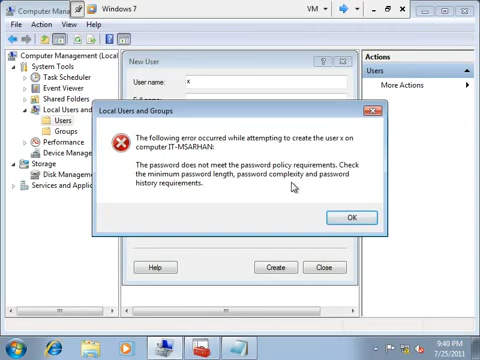 Computer Mana
Windows 7
VM
File Action View Help
Computer Management (Local
System Tools
Task Scheduler
Event Viewer
Shared Folders
Local Users and
Users
Groups
Performance
Device Manage
Storage
Disk Management
Services and Applica
New User
User name:
x
Actions
Users
More Actions
Local Users and Groups
The following error occurred while attempting to create the user x on
computer IT-MSARHAN:
The password does not meet the password policy requirements. Check
the minimum password length, password complexity and password
history requirements.
OK
Help
Create
Close
9:40 PM
7/25/2011